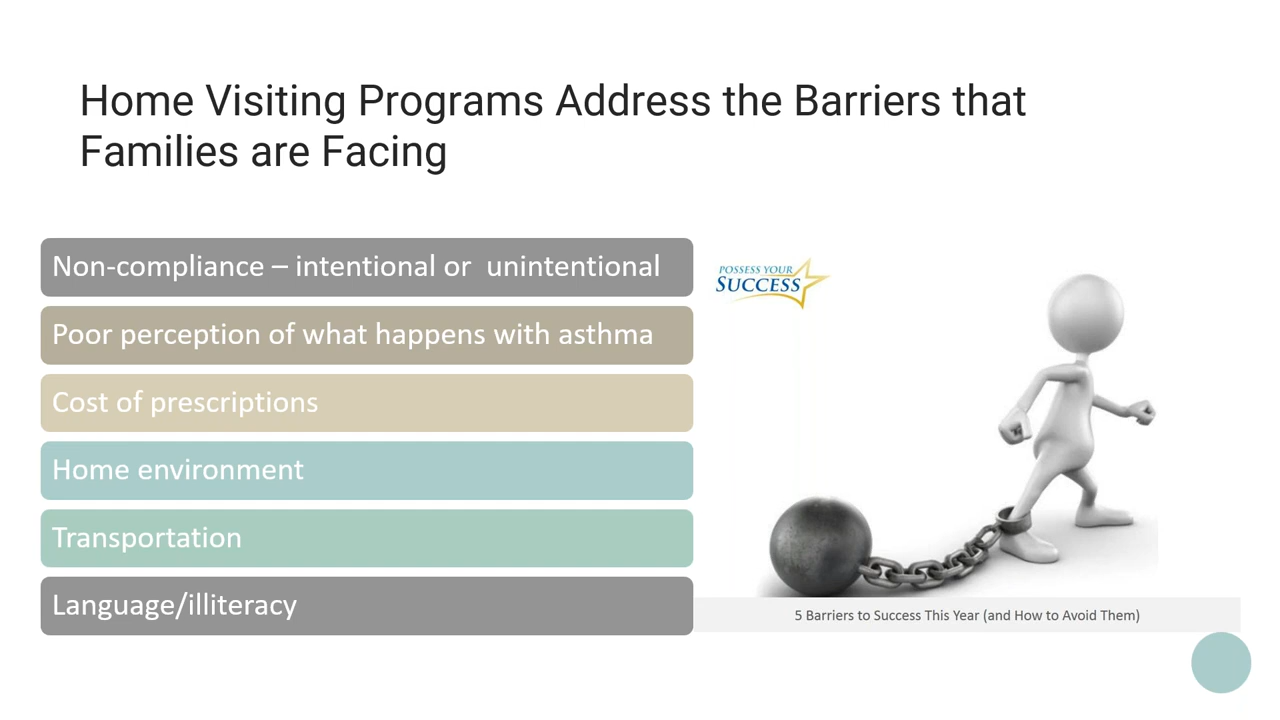 Home Visiting Programs Address the Barriers that
Families are Facing
Non-compliance – intentional or  unintentional
Poor perception of what happens with asthma
Cost of prescriptions
Home environment
Transportation
Language/illiteracy
POSSESS YOUR
SUCCESS
5 Barriers to Success This Year (and How to Avoid Them)